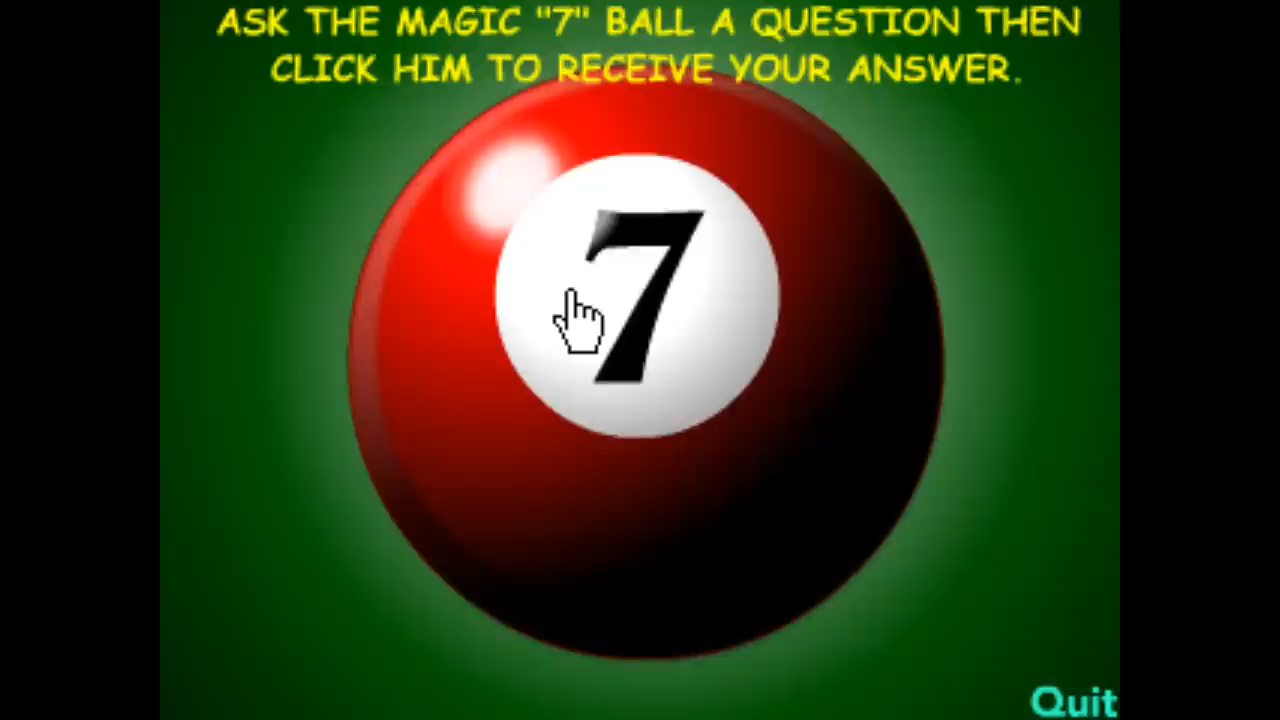 ASK THE MAGIC "7" BALL A QUESTION THEN
CLICK HIM TO RECEIVE YOUR ANSWER.
7
Quit